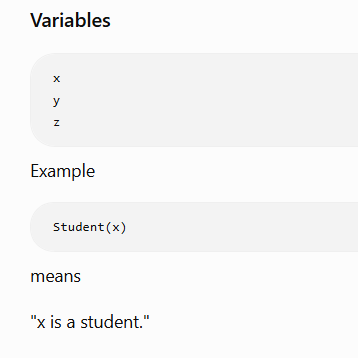 Variables
x
y
z
Example
Student(x)
means
"x is a student."